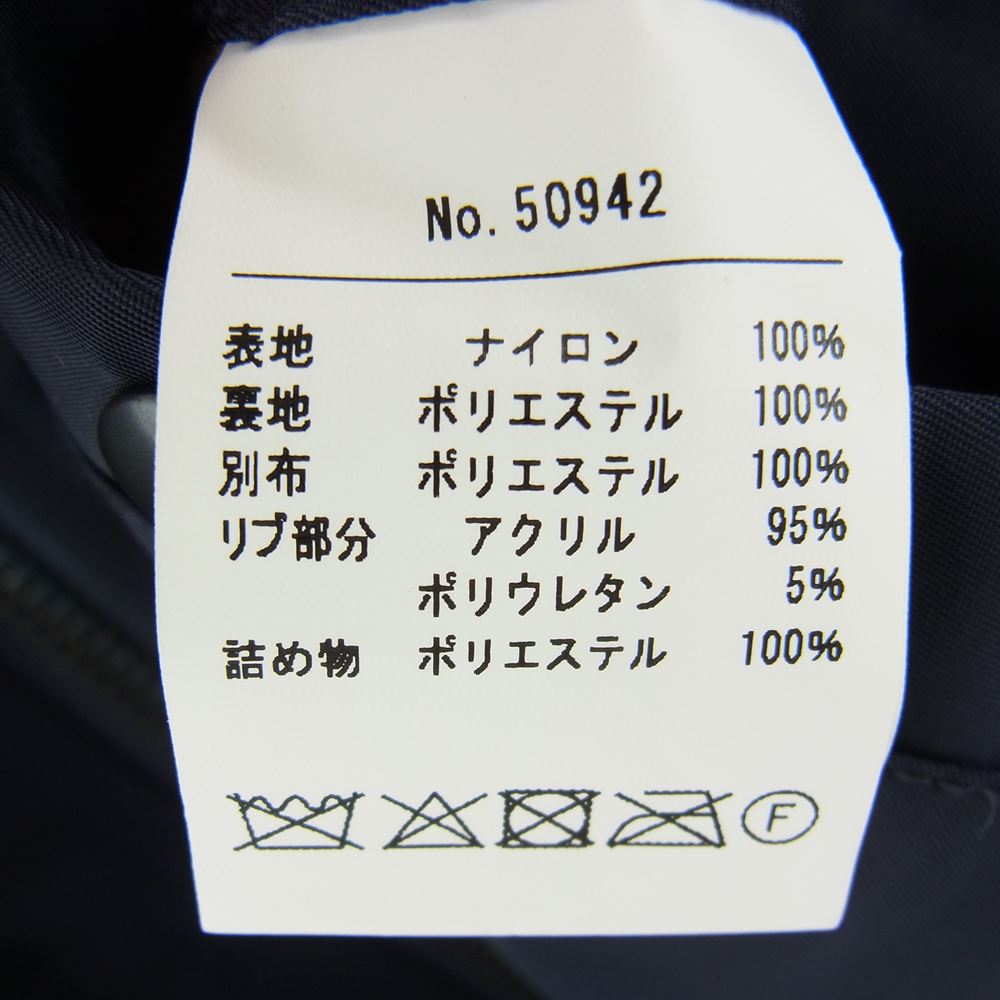 No. 50942
表地 ナイロン 100%
裏地 ポリエステル 100%
別布 ポリエステル 100%
リブ部分 アクリル 95%
ポリウレタン 5%
詰め物 ポリエステル 100%
F